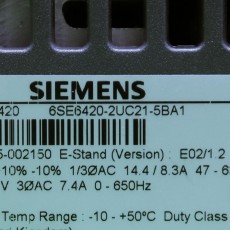 SIEMENS
420 6SE6420-2UC21-5BA1
5-002150 E-Stand (Version) : E02/1.2
10% -10% 1/3ØAC 14.4 / 8.3A 47 - 6
V 3ØAC 7.4A 0 - 650Hz
Temp Range : -10 - +50ºC Duty Class